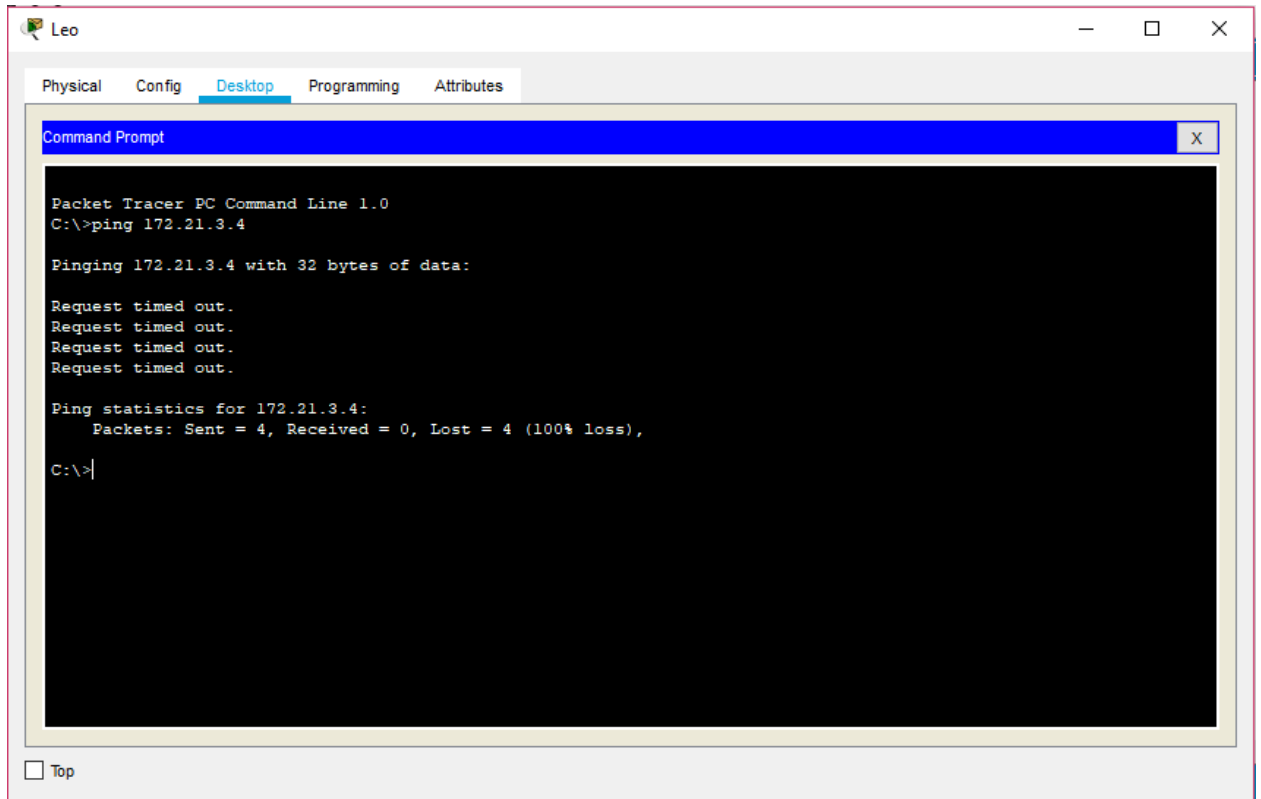 Leo
Physical Config Desktop Programming Attributes
Command Prompt
X
Packet Tracer PC Command Line 1.0
C:\>ping 172.21.3.4
Pinging 172.21.3.4 with 32 bytes of data:
Request timed out.
Request timed out.
Request timed out.
Request timed out.
Ping statistics for 172.21.3.4:
Packets: Sent = 4, Received = 0, Lost = 4 (100% loss),
C:\>
Top